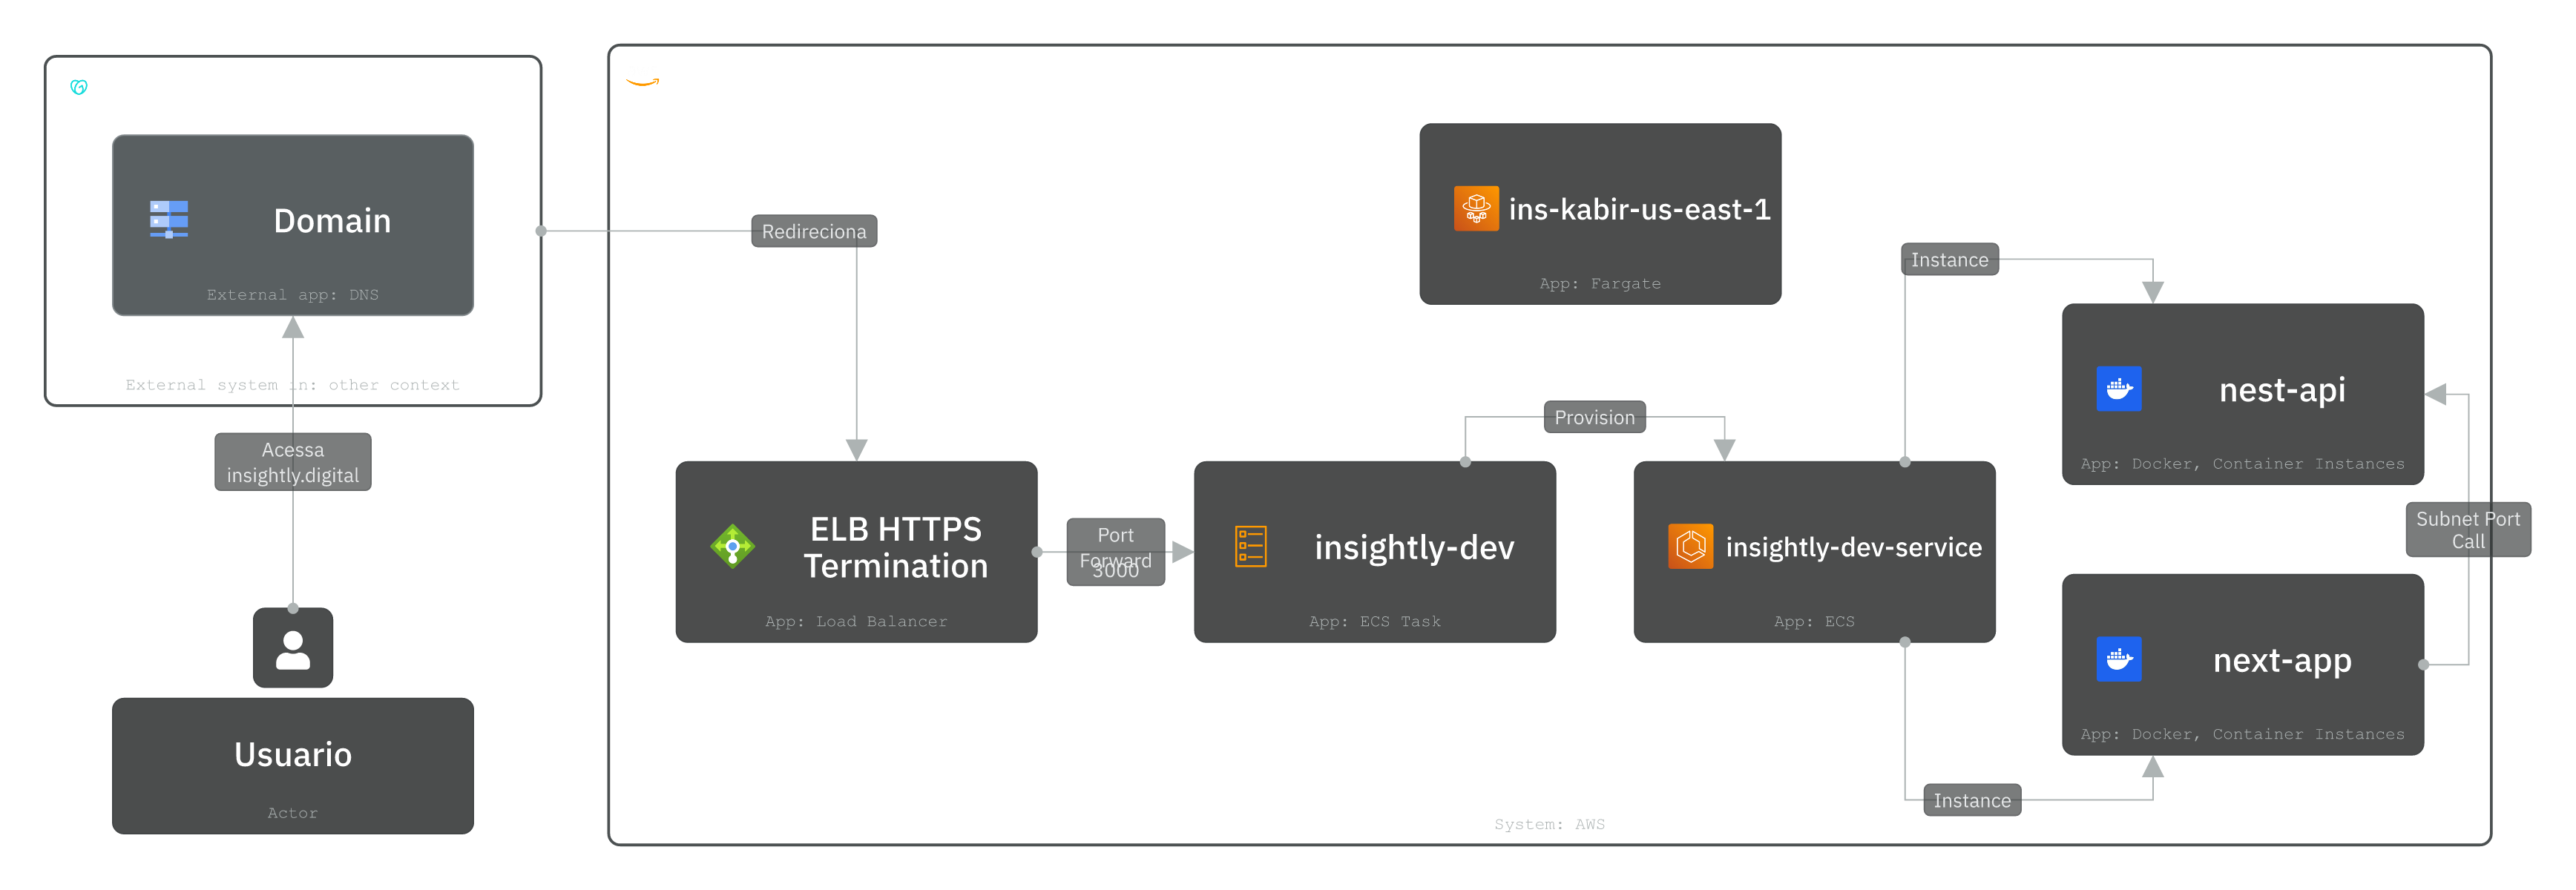 Domain
External app: DNS
External system in: other context
Acessa
insightly.digital
Usuario
Actor
Redireciona
ELB HTTPS
Termination
App: Load Balancer
Port
Forward
3000
insightly-dev
App: ECS Task
Provision
ins-kabir-us-east-1
App: Fargate
insightly-dev-service
App: ECS
Instance
nest-api
App: Docker, Container Instances
Subnet Port
Call
next-app
App: Docker, Container Instances
Instance
System: AWS